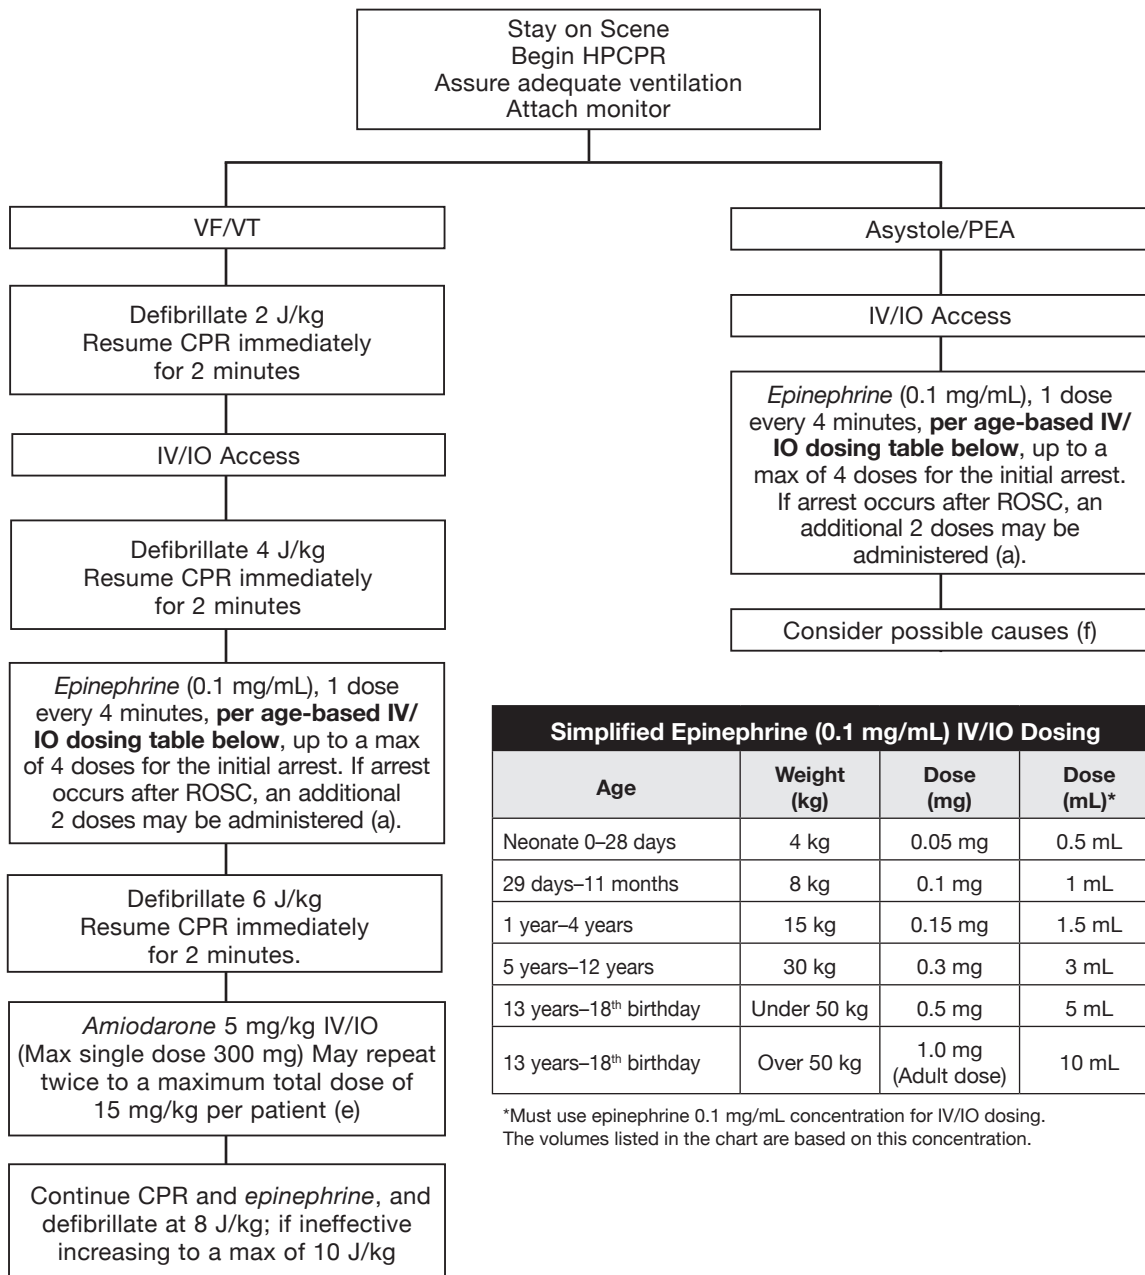 Stay on Scene
Begin HPCPR
Assure adequate ventilation
Attach monitor
VF/VT
Defibrillate 2 J/kg
Resume CPR immediately
for 2 minutes
IV/IO Access
Defibrillate 4 J/kg
Resume CPR immediately
for 2 minutes
Epinephrine (0.1 mg/mL), 1 dose
every 4 minutes, per age-based IV/
IO dosing table below, up to a max
of 4 doses for the initial arrest. If arrest
occurs after ROSC, an additional
2 doses may be administered (a).
Defibrillate 6 J/kg
Resume CPR immediately
for 2 minutes.
Amiodarone 5 mg/kg IV/IO
(Max single dose 300 mg) May repeat
twice to a maximum total dose of
15 mg/kg per patient (e)
Continue CPR and epinephrine, and
defibrillate at 8 J/kg; if ineffective
increasing to a max of 10 J/kg
Asystole/PEA
IV/IO Access
Epinephrine (0.1 mg/mL), 1 dose
every 4 minutes, per age-based IV/
IO dosing table below, up to a
max of 4 doses for the initial arrest.
If arrest occurs after ROSC, an
additional 2 doses may be
administered (a).
Consider possible causes (f)
Simplified Epinephrine (0.1 mg/mL) IV/IO Dosing
Age Weight (kg) Dose (mg) Dose (mL)*
Neonate 0–28 days 4 kg 0.05 mg 0.5 mL
29 days–11 months 8 kg 0.1 mg 1 mL
1 year–4 years 15 kg 0.15 mg 1.5 mL
5 years–12 years 30 kg 0.3 mg 3 mL
13 years–18th birthday Under 50 kg 0.5 mg 5 mL
13 years–18th birthday Over 50 kg 1.0 mg (Adult dose) 10 mL
*Must use epinephrine 0.1 mg/mL concentration for IV/IO dosing.
The volumes listed in the chart are based on this concentration.